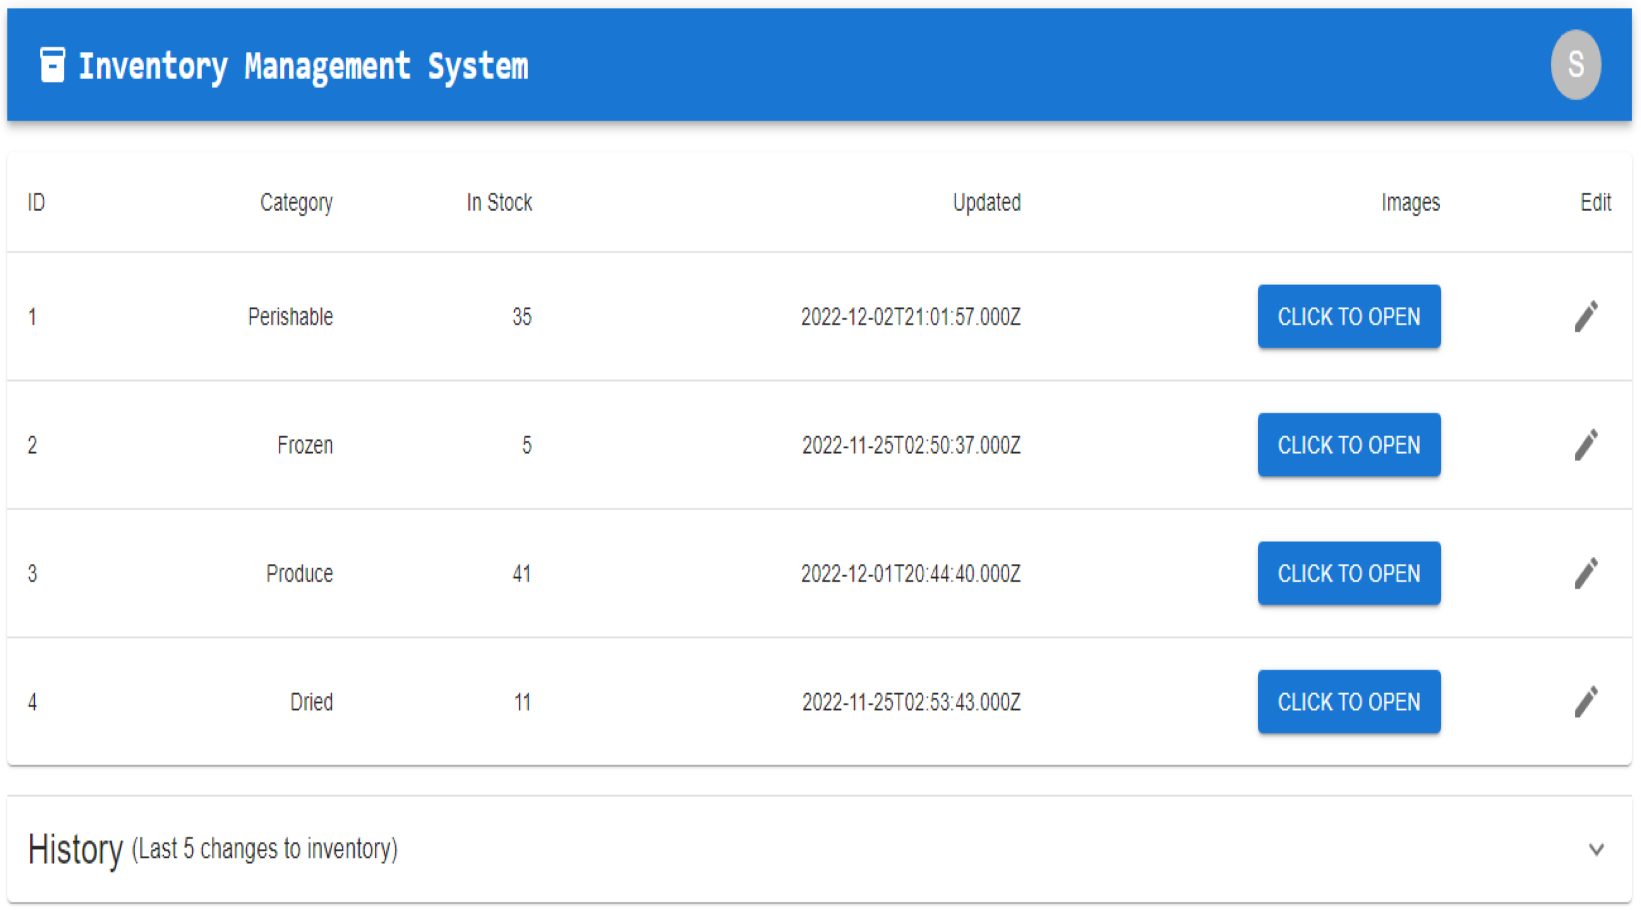 Inventory Management System
S
ID Category In Stock Updated Images Edit
1 Perishable 35 2022-12-02T21:01:57.000Z CLICK TO OPEN
2 Frozen 5 2022-11-25T02:50:37.000Z CLICK TO OPEN
3 Produce 41 2022-12-01T20:44:40.000Z CLICK TO OPEN
4 Dried 11 2022-11-25T02:53:43.000Z CLICK TO OPEN
History (Last 5 changes to inventory)